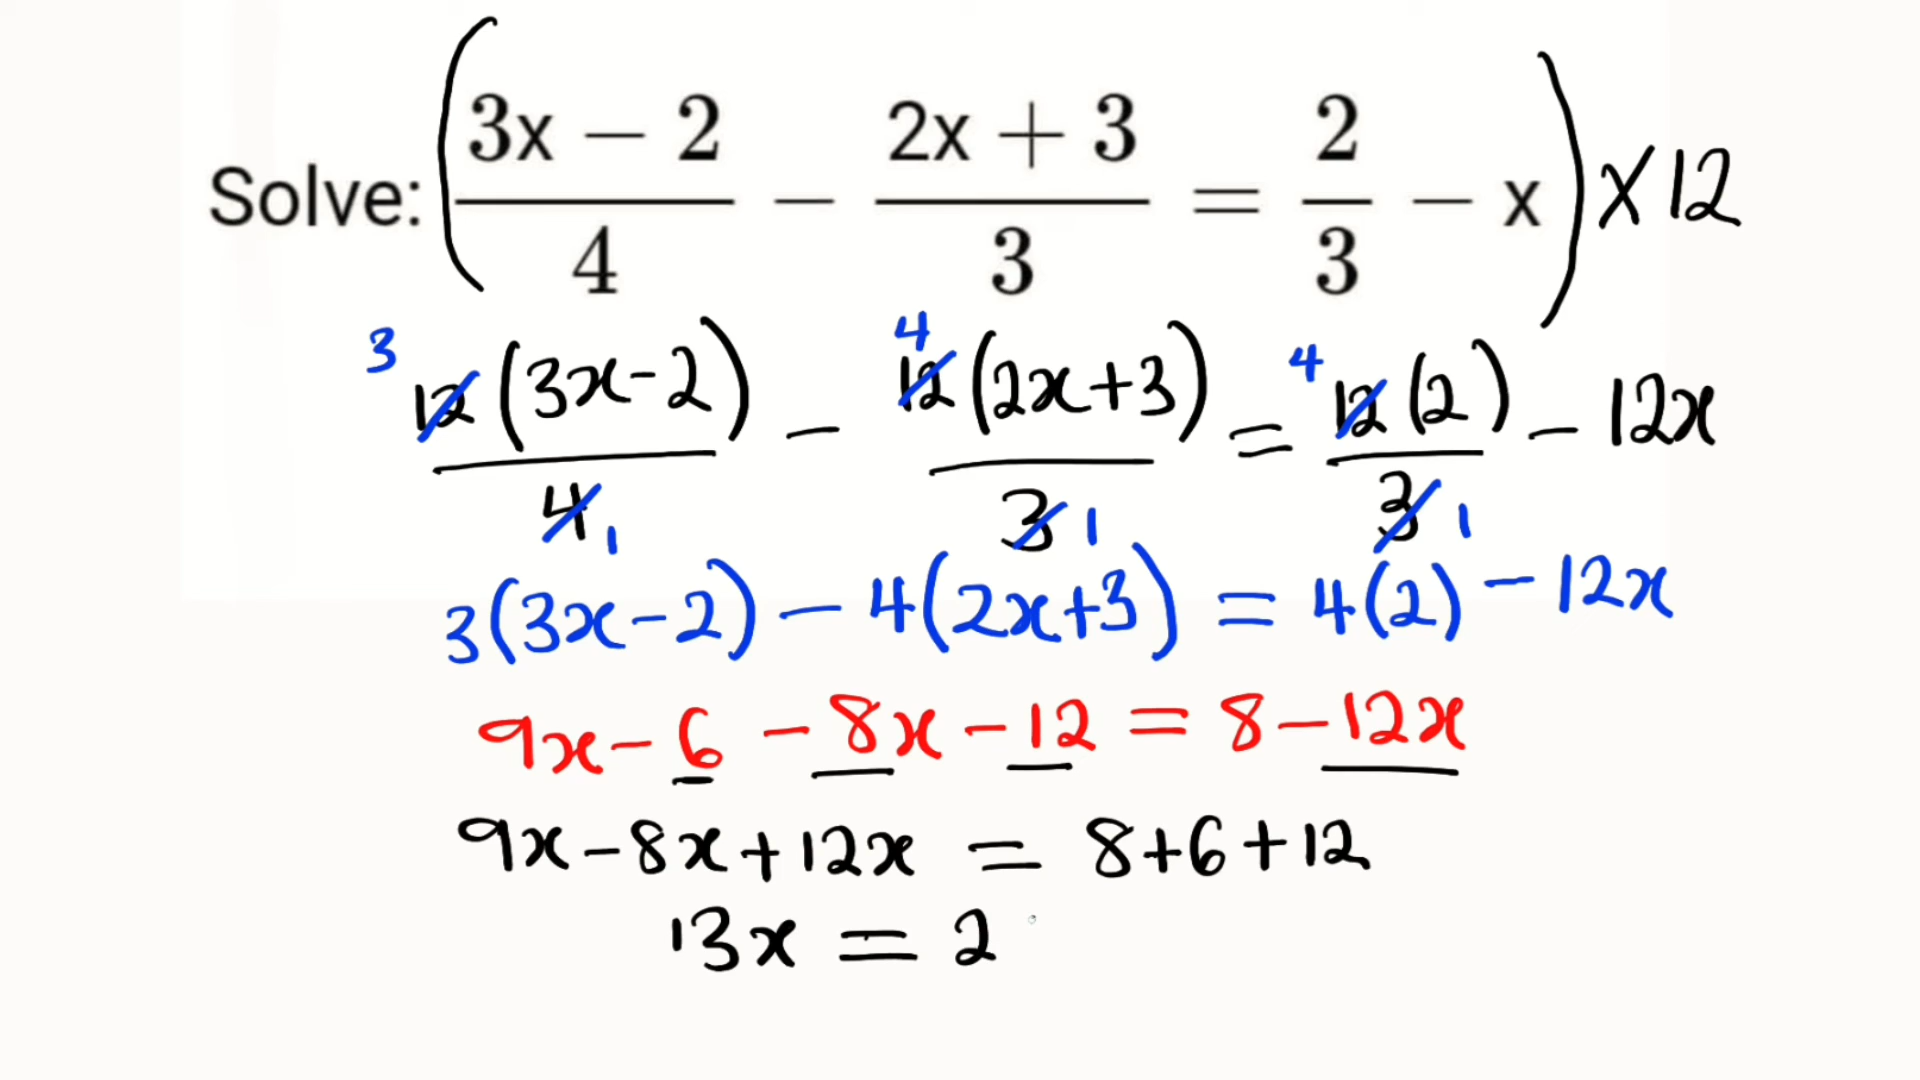 Solve: (3x − 2/4 − 2x + 3/3 = 2/3 − x) × 12
3 12(3x-2)/4 1 − 4 12(2x+3)/3 1 = 4 12(2)/3 1 − 12x
3(3x-2) − 4(2x+3) = 4(2) − 12x
9x − 6 − 8x − 12 = 8 − 12x
9x − 8x + 12x = 8 + 6 + 12
13x = 2